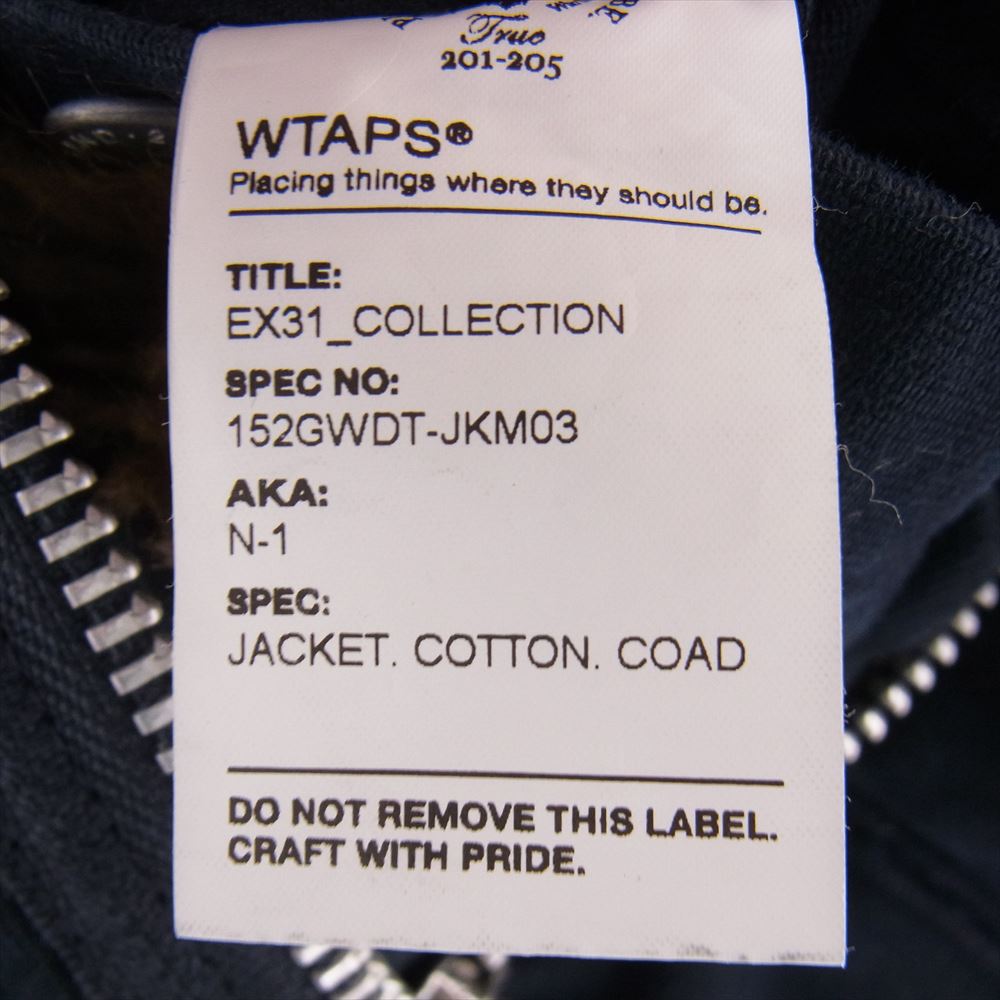 True
201-205
WTAPS®
Placing things where they should be.
TITLE:
EX31_COLLECTION
SPEC NO:
152GWDT-JKM03
AKA:
N-1
SPEC:
JACKET. COTTON. COAD
DO NOT REMOVE THIS LABEL.
CRAFT WITH PRIDE.